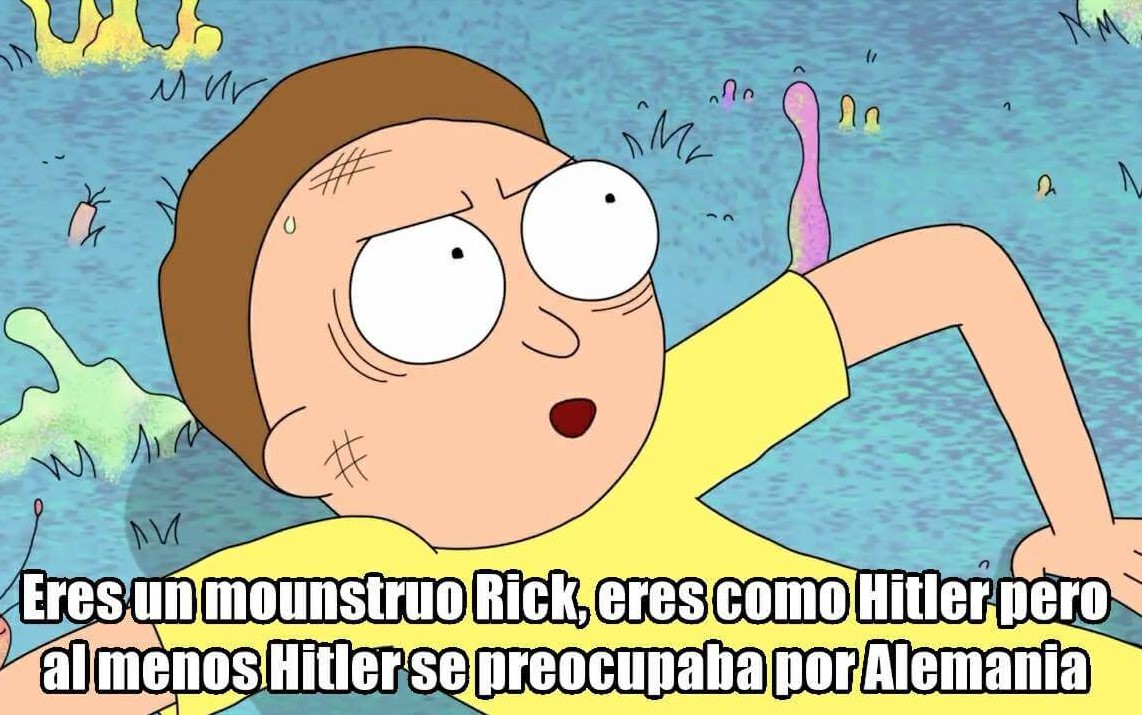 Eres un mounstruo Rick, eres como Hitler pero
al menos Hitler se preocupaba por Alemania